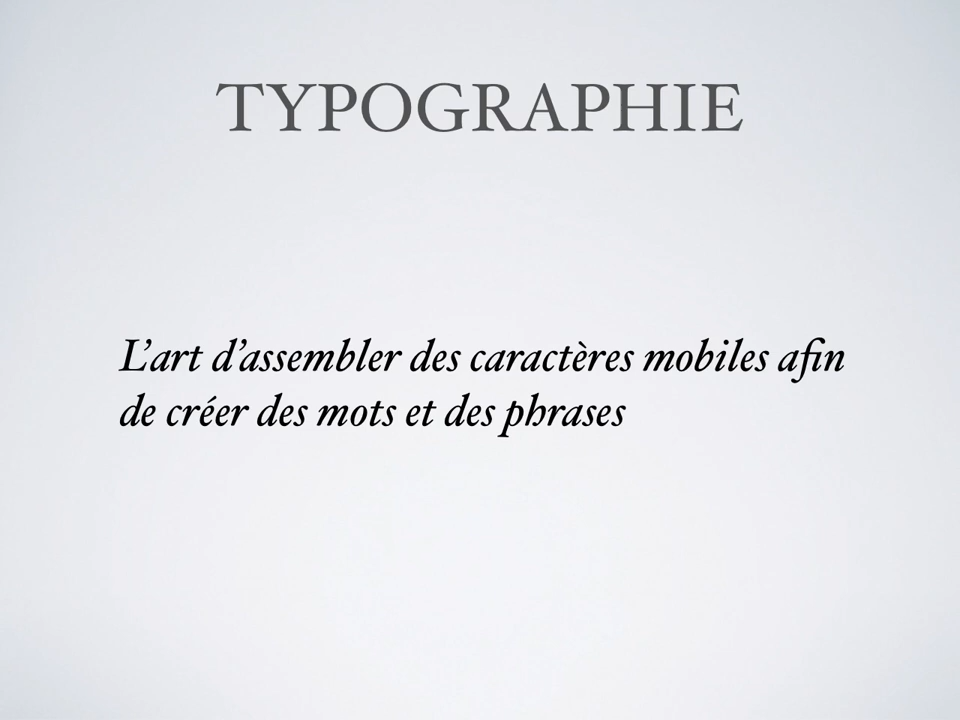 TYPOGRAPHIE
L’art d’assembler des caractères mobiles afin
de créer des mots et des phrases